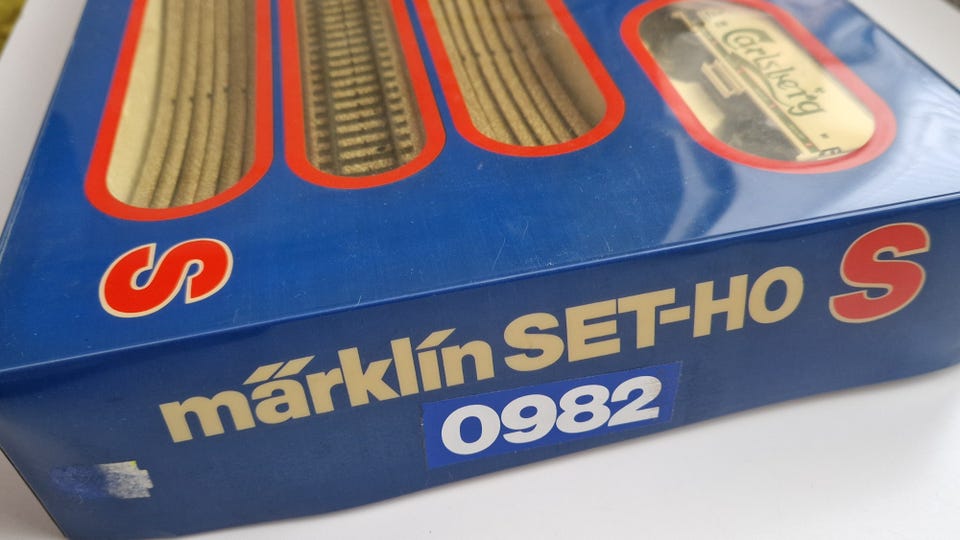 Carlsberg
S
märklin SET-HO S
0982